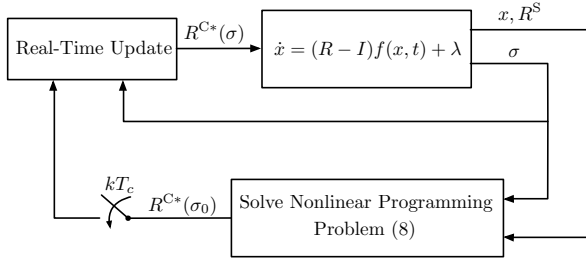 Real-Time Update
R^{C*}(σ)
ẋ = (R − I)f(x, t) + λ
x, R^S
σ
kT_c
R^{C*}(σ_0)
Solve Nonlinear Programming
Problem (8)